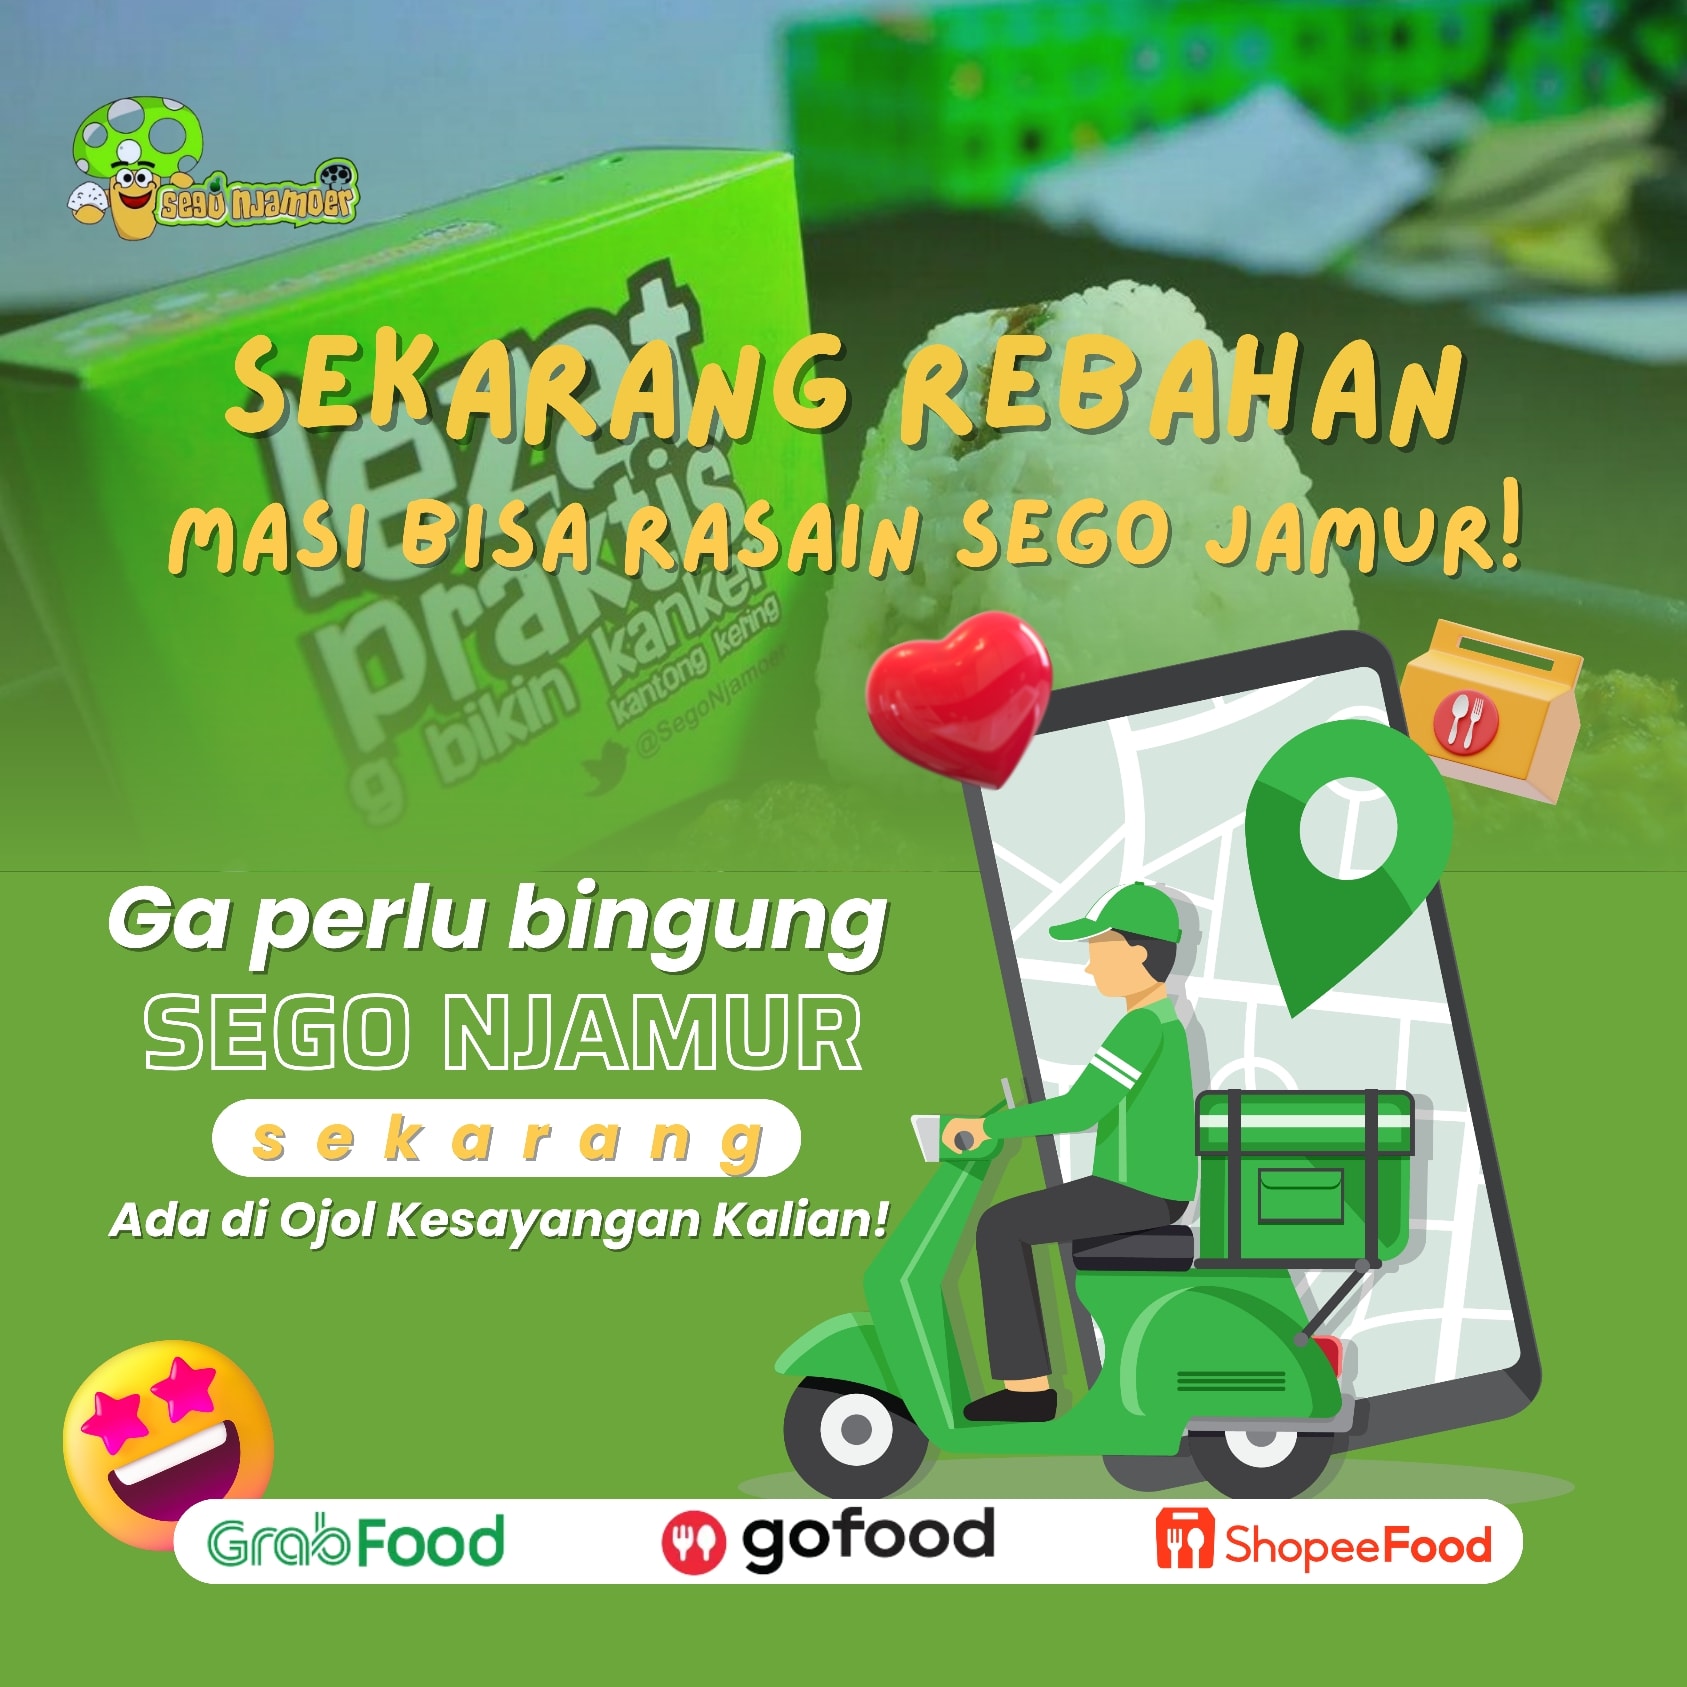 sego njamoer
SEKARANG REBAHAN
MASI BISA RASAIN SEGO JAMUR!
lezat
praktis
g bikin kanker
kantong kering
@SegoNjamoer
Ga perlu bingung
SEGO NJAMUR
sekarang
Ada di Ojol Kesayangan Kalian!
GrabFood
gofood
ShopeeFood